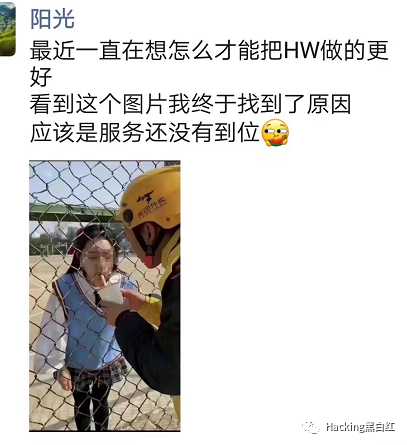 阳光
最近一直在想怎么才能把HW做的更
好
看到这个图片我终于找到了原因
应该是服务还没有到位
美团外卖
Hacking黑白红